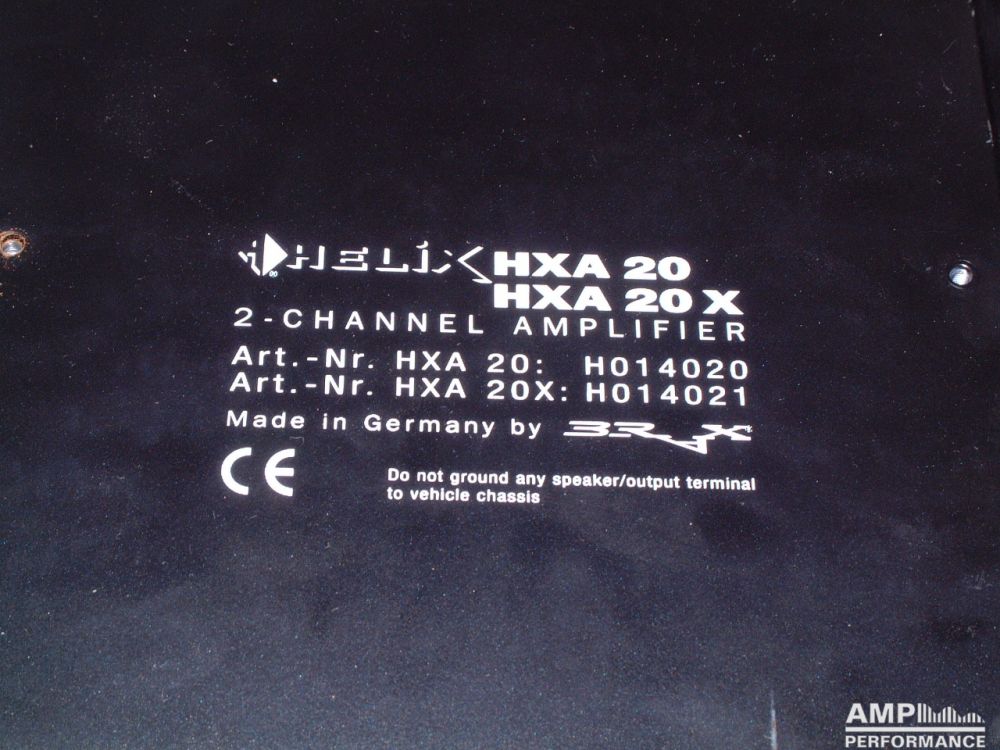 HELIX HXA 20
HXA 20 X
2-CHANNEL AMPLIFIER
Art.-Nr. HXA 20: H014020
Art.-Nr. HXA 20X: H014021
Made in Germany by BRAX
CE
Do not ground any speaker/output terminal
to vehicle chassis
AMP
PERFORMANCE